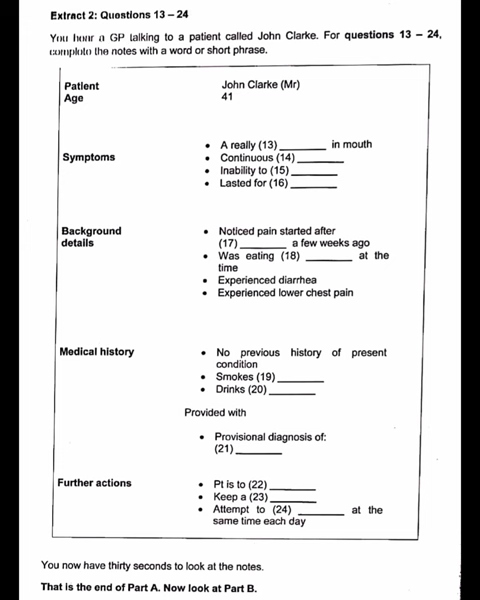 Extract 2: Questions 13 – 24
You hear a GP talking to a patient called John Clarke. For questions 13 – 24,
complete the notes with a word or short phrase.
Patient John Clarke (Mr)
Age 41
• A really (13) ________ in mouth
Symptoms • Continuous (14) ________
• Inability to (15) ________
• Lasted for (16) ________
Background • Noticed pain started after
details (17) ________ a few weeks ago
• Was eating (18) ________ at the
time
• Experienced diarrhea
• Experienced lower chest pain
Medical history • No previous history of present
condition
• Smokes (19) ________
• Drinks (20) ________
Provided with
• Provisional diagnosis of:
(21) ________
Further actions • Pt is to (22) ________
• Keep a (23) ________
• Attempt to (24) ________ at the
same time each day
You now have thirty seconds to look at the notes.
That is the end of Part A. Now look at Part B.